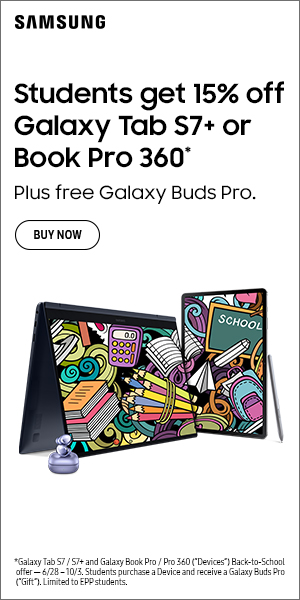 SAMSUNG
Students get 15% off
Galaxy Tab S7+ or
Book Pro 360*
Plus free Galaxy Buds Pro.
BUY NOW
0.0
SCHOOL
*Galaxy Tab S7 / S7+ and Galaxy Book Pro / Pro 360 (“Devices”) Back-to-School
offer — 6/28 –10/3. Students purchase a Device and receive a Galaxy Buds Pro
(“Gift”). Limited to EPP students.